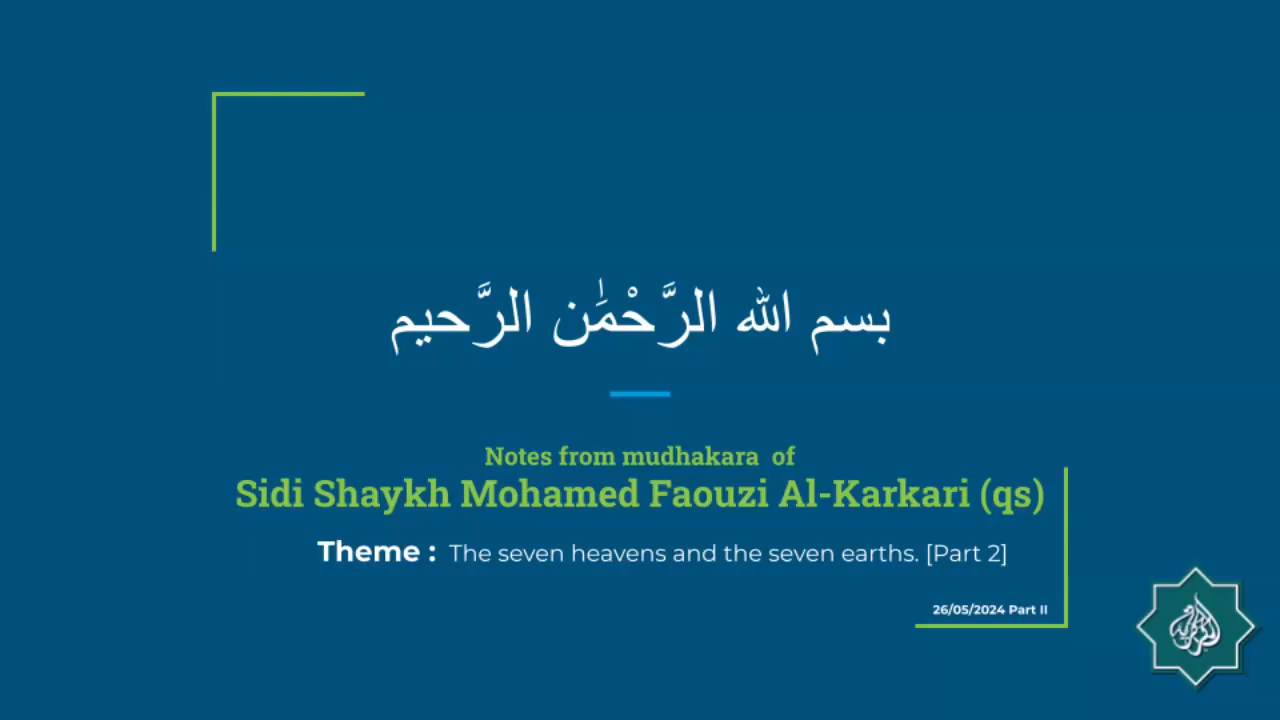 بسم الله الرَّحْمَٰن الرَّحيم
Notes from mudhakara of
Sidi Shaykh Mohamed Faouzi Al-Karkari (qs)
Theme : The seven heavens and the seven earths. [Part 2]
26/05/2024 Part II